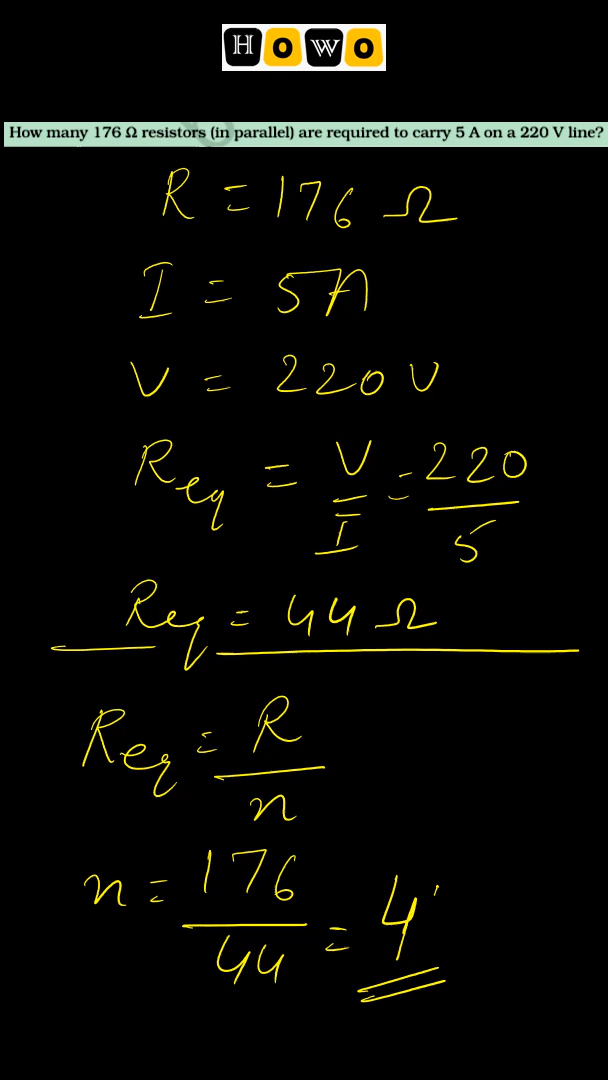 HOWO
How many 176 Ω resistors (in parallel) are required to carry 5 A on a 220 V line?
R = 176 Ω
I = 5A
V = 220 V
Req = V/I = 220/5
Req = 44 Ω
Req = R/n
n = 176/44 = 4